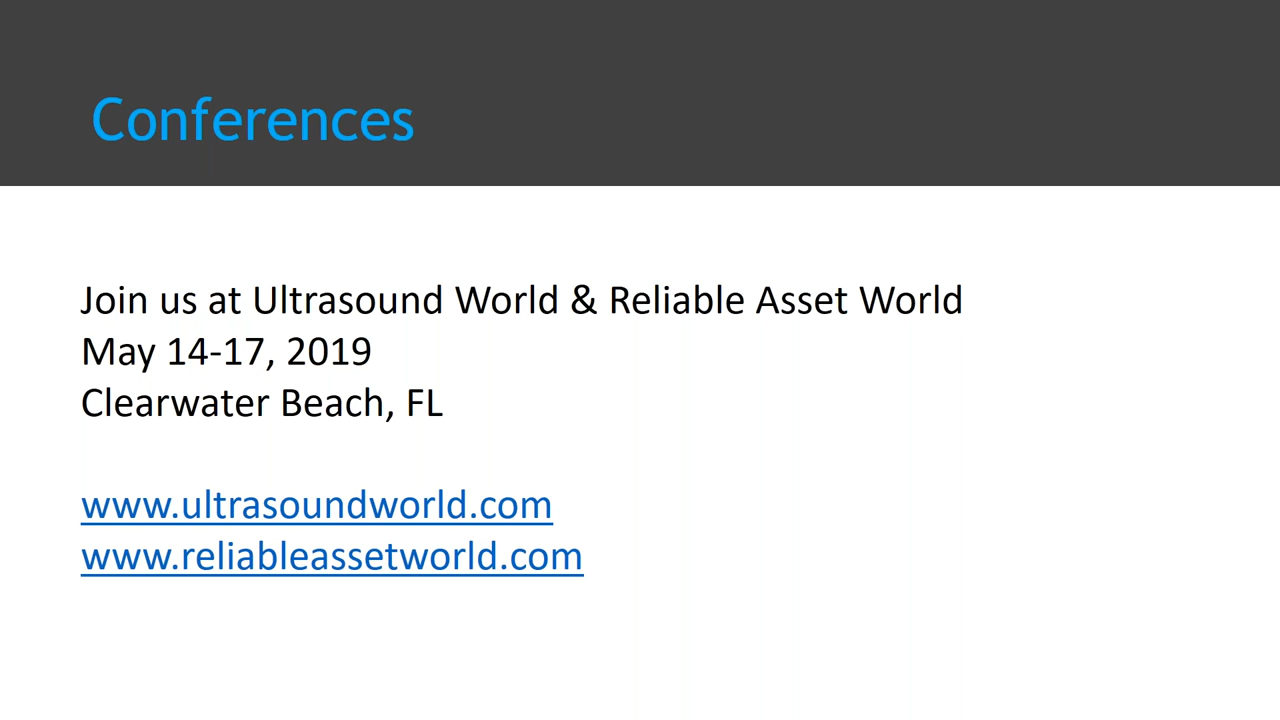 Conferences
Join us at Ultrasound World & Reliable Asset World
May 14-17, 2019
Clearwater Beach, FL
www.ultrasoundworld.com
www.reliableassetworld.com